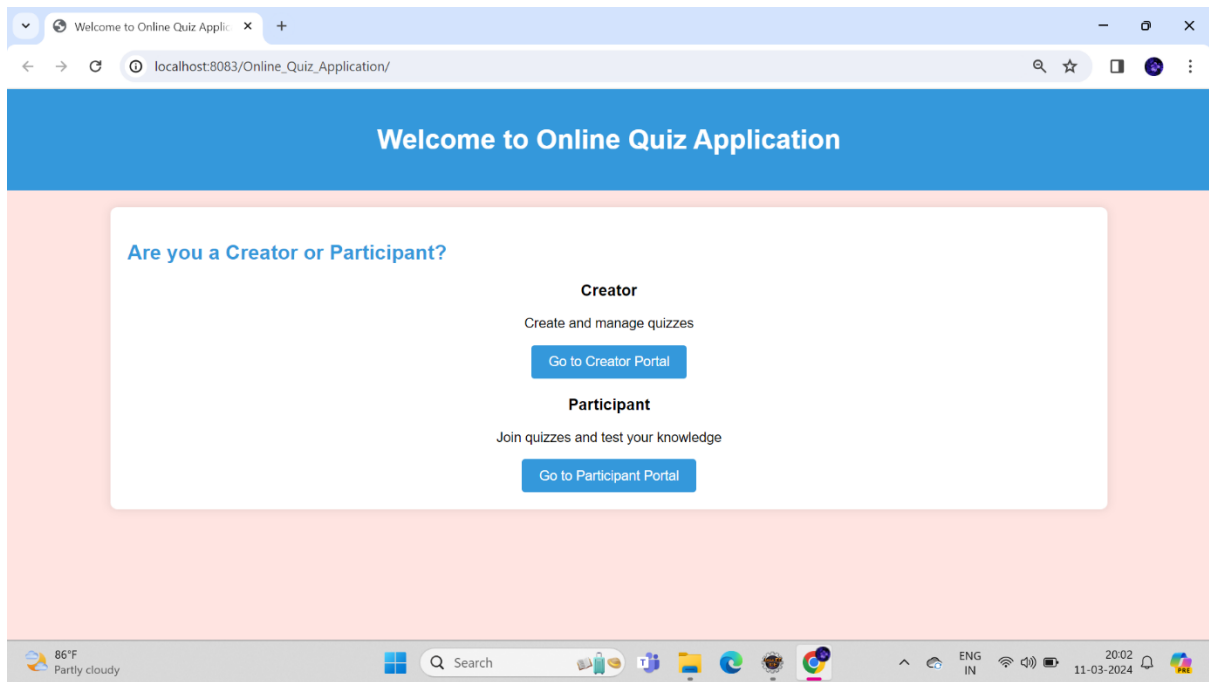 Welcome to Online Quiz Applic
localhost:8083/Online_Quiz_Application/
Welcome to Online Quiz Application
Are you a Creator or Participant?
Creator
Create and manage quizzes
Go to Creator Portal
Participant
Join quizzes and test your knowledge
Go to Participant Portal
86°F
Partly cloudy
Search
ENG
IN
20:02
11-03-2024
PRE